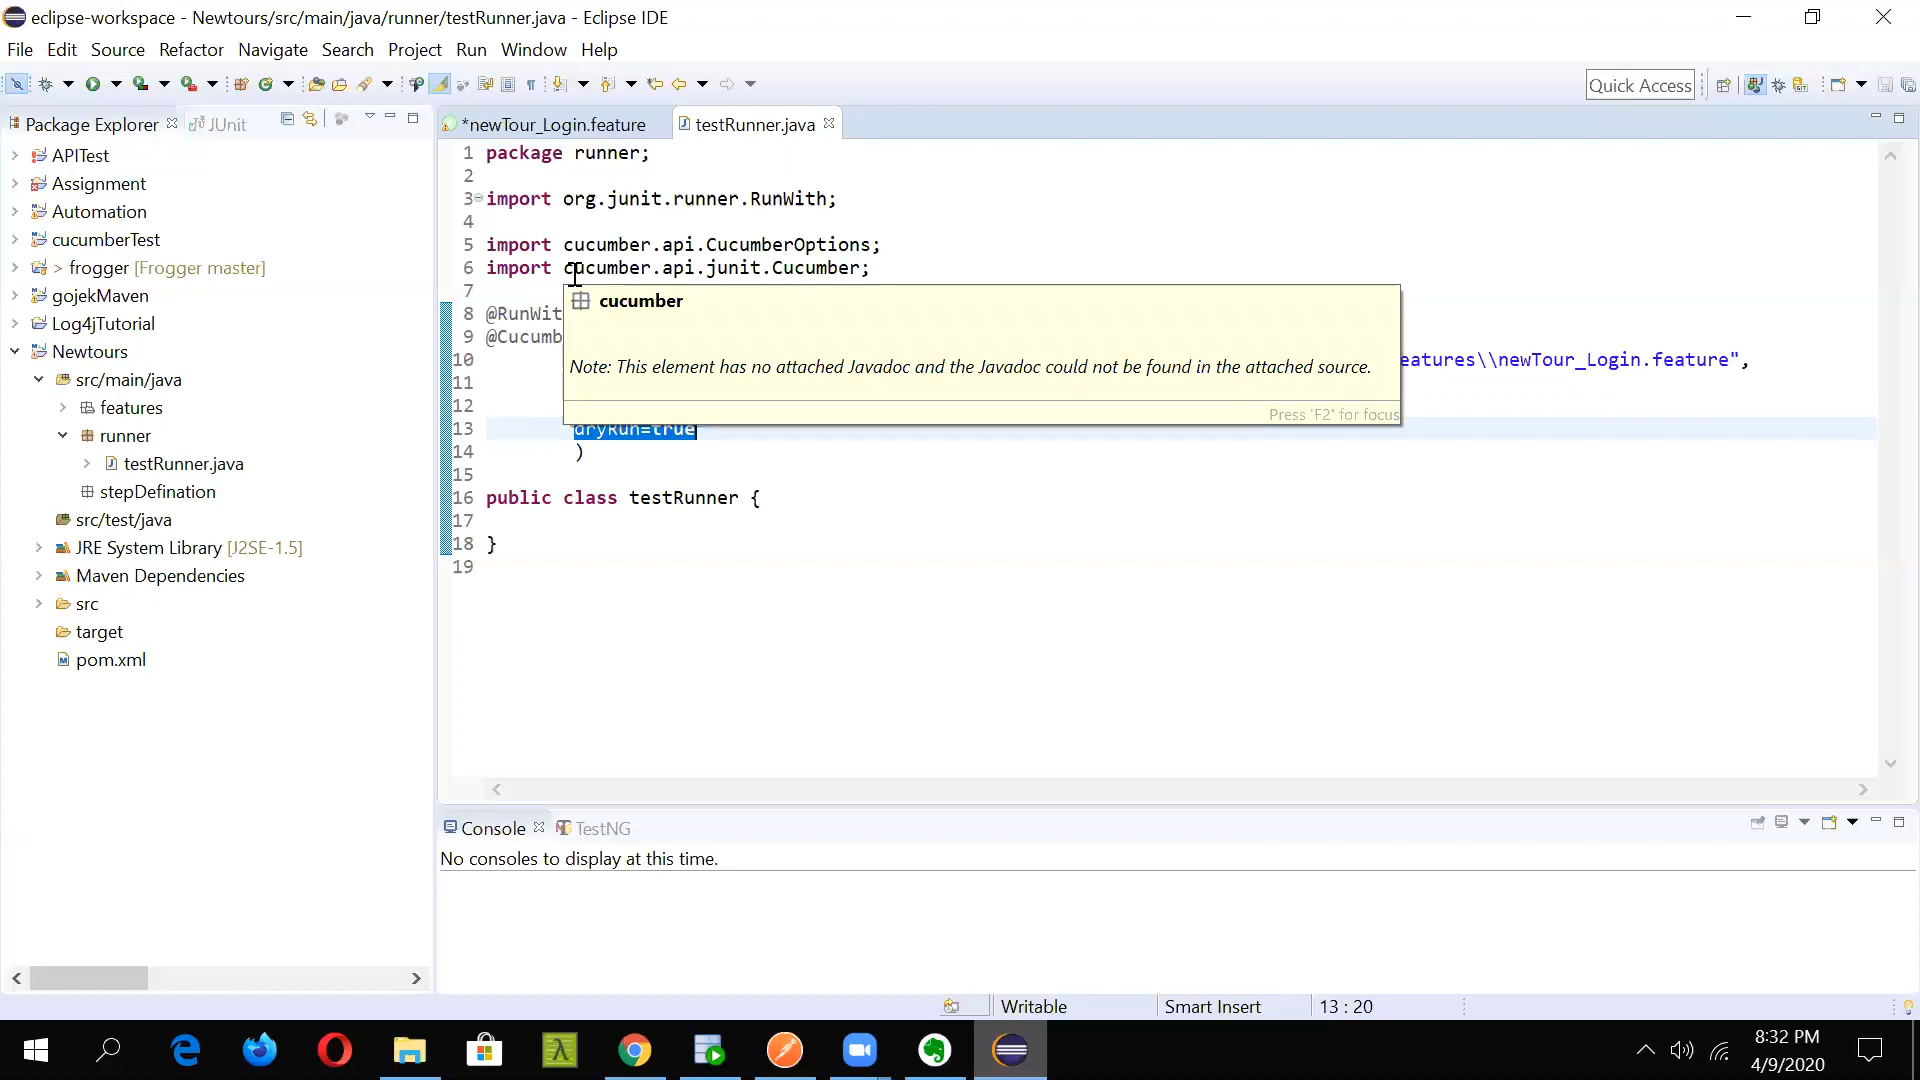 eclipse-workspace - Newtours/src/main/java/runner/testRunner.java - Eclipse IDE
File Edit Source Refactor Navigate Search Project Run Window Help
Quick Access
Package Explorer JUnit
*newTour_Login.feature testRunner.java
APITest
Assignment
Automation
cucumberTest
> frogger [Frogger master]
gojekMaven
Log4jTutorial
Newtours
src/main/java
features
runner
testRunner.java
stepDefination
src/test/java
JRE System Library [J2SE-1.5]
Maven Dependencies
src
target
pom.xml
1 package runner;
2
3 import org.junit.runner.RunWith;
4
5 import cucumber.api.CucumberOptions;
6 import cucumber.api.junit.Cucumber;
7
8 @RunWit
9 @Cucumb
10 eatures\\newTour_Login.feature",
11
12
13 dryRun=true
14 )
15
16 public class testRunner {
17
18 }
19
cucumber
Note: This element has no attached Javadoc and the Javadoc could not be found in the attached source.
Press 'F2' for focus
Console TestNG
No consoles to display at this time.
Writable Smart Insert 13 : 20
8:32 PM
4/9/2020